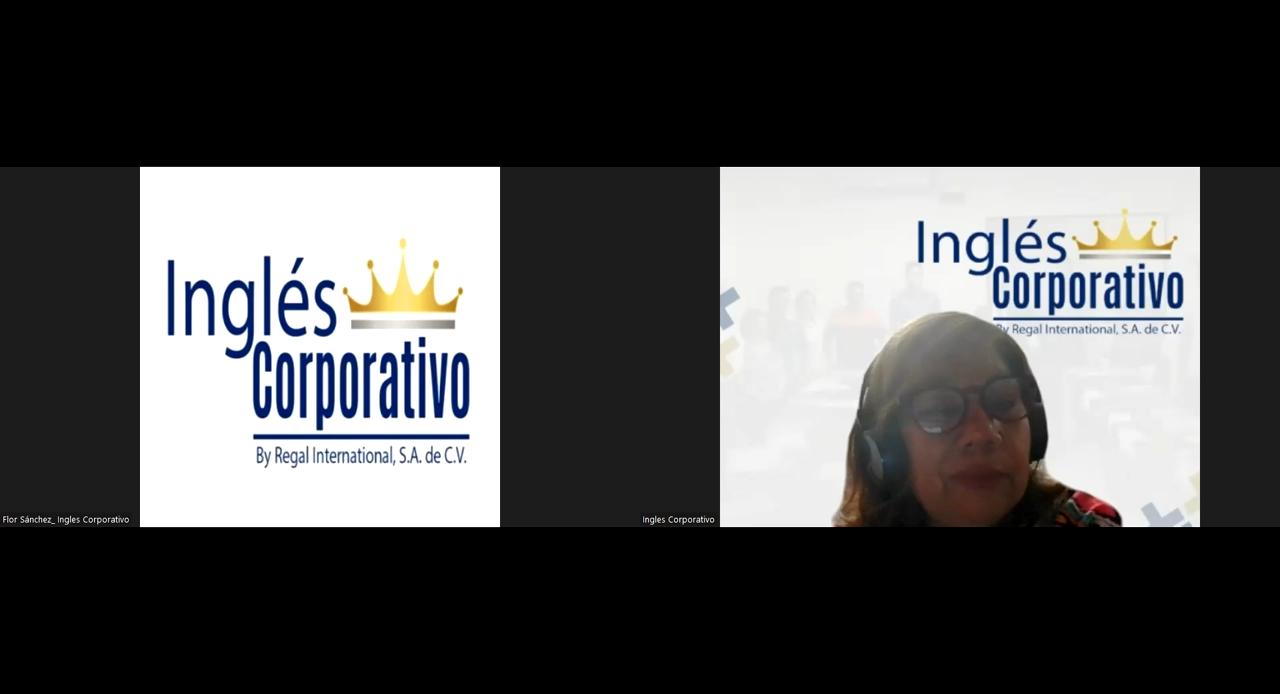 Inglés
Corporativo
By Regal International, S.A. de C.V.
Flor Sánchez_ Ingles Corporativo
Inglés
Corporativo
By Regal International, S.A. de C.V.
Ingles Corporativo